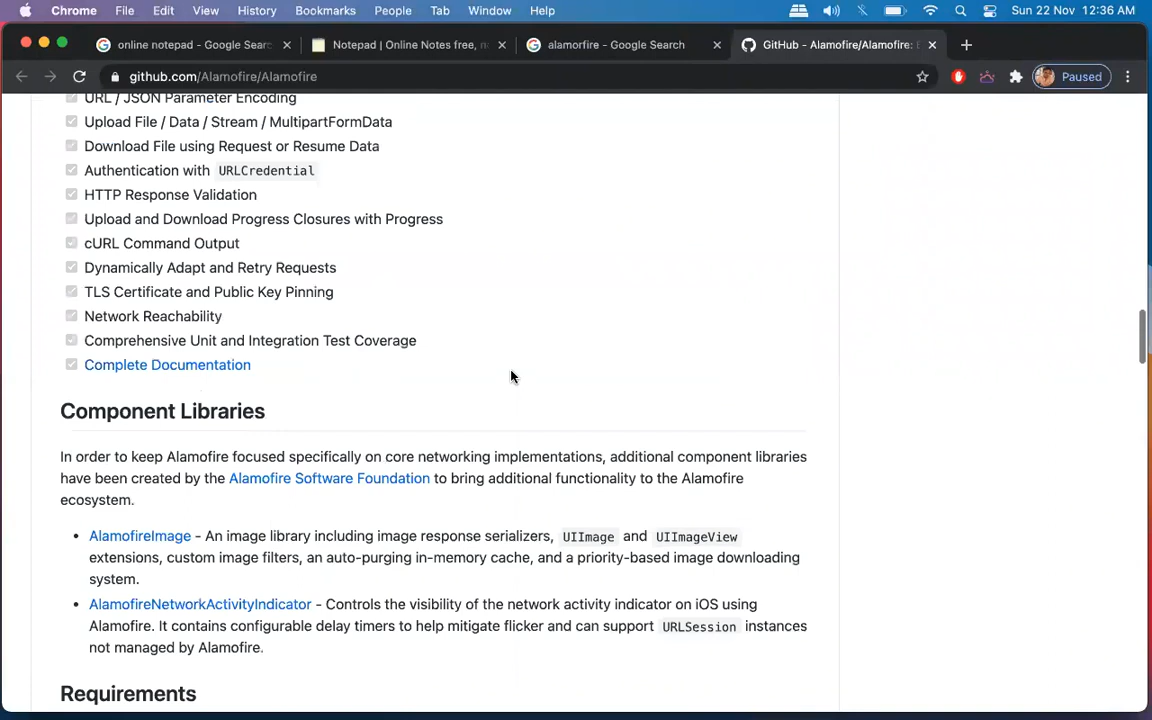 Chrome File Edit View History Bookmarks People Tab Window Help Sun 22 Nov 12:36 AM
online notepad - Google Searc Notepad | Online Notes free, n alamorfire - Google Search GitHub - Alamofire/Alamofire: E
github.com/Alamofire/Alamofire Paused
URL / JSON Parameter Encoding
Upload File / Data / Stream / MultipartFormData
Download File using Request or Resume Data
Authentication with URLCredential
HTTP Response Validation
Upload and Download Progress Closures with Progress
cURL Command Output
Dynamically Adapt and Retry Requests
TLS Certificate and Public Key Pinning
Network Reachability
Comprehensive Unit and Integration Test Coverage
Complete Documentation
Component Libraries
In order to keep Alamofire focused specifically on core networking implementations, additional component libraries
have been created by the Alamofire Software Foundation to bring additional functionality to the Alamofire
ecosystem.
• AlamofireImage - An image library including image response serializers, UIImage and UIImageView
extensions, custom image filters, an auto-purging in-memory cache, and a priority-based image downloading
system.
• AlamofireNetworkActivityIndicator - Controls the visibility of the network activity indicator on iOS using
Alamofire. It contains configurable delay timers to help mitigate flicker and can support URLSession instances
not managed by Alamofire.
Requirements